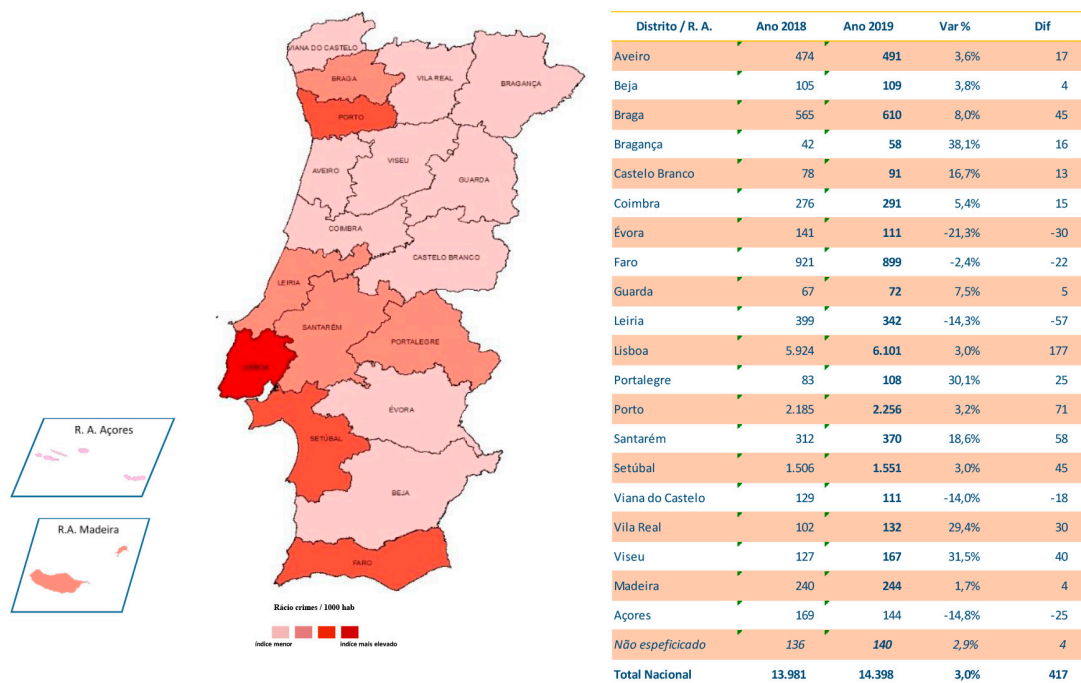 VIANA DO CASTELO
BRAGA
VILA REAL
BRAGANÇA
PORTO
AVEIRO
VISEU
GUARDA
COIMBRA
CASTELO BRANCO
LEIRIA
SANTARÉM
PORTALEGRE
LISBOA
ÉVORA
SETÚBAL
BEJA
FARO
R. A. Açores
R.A. Madeira
Rácio crimes / 1000 hab
índice menor índice mais elevado
Distrito / R. A. Ano 2018 Ano 2019 Var % Dif
Aveiro 474 491 3,6% 17
Beja 105 109 3,8% 4
Braga 565 610 8,0% 45
Bragança 42 58 38,1% 16
Castelo Branco 78 91 16,7% 13
Coimbra 276 291 5,4% 15
Évora 141 111 -21,3% -30
Faro 921 899 -2,4% -22
Guarda 67 72 7,5% 5
Leiria 399 342 -14,3% -57
Lisboa 5.924 6.101 3,0% 177
Portalegre 83 108 30,1% 25
Porto 2.185 2.256 3,2% 71
Santarém 312 370 18,6% 58
Setúbal 1.506 1.551 3,0% 45
Viana do Castelo 129 111 -14,0% -18
Vila Real 102 132 29,4% 30
Viseu 127 167 31,5% 40
Madeira 240 244 1,7% 4
Açores 169 144 -14,8% -25
Não espeficicado 136 140 2,9% 4
Total Nacional 13.981 14.398 3,0% 417